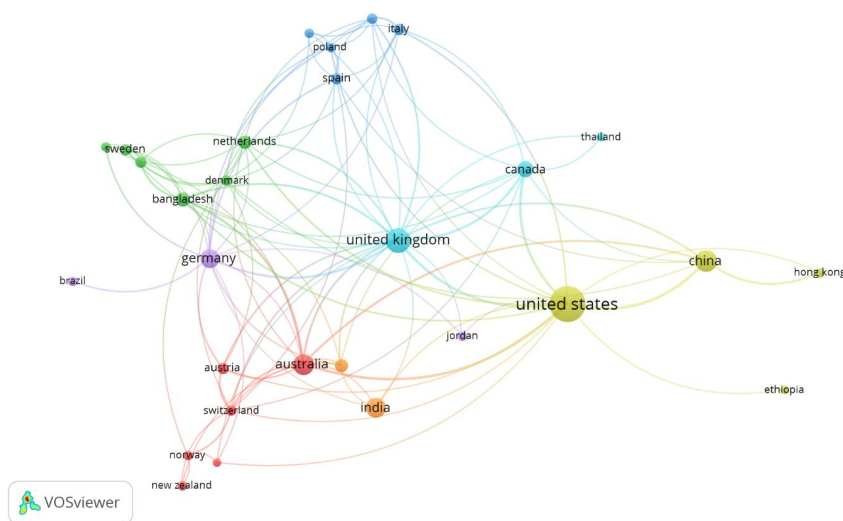 italy
poland
spain
thailand
netherlands
sweden
canada
denmark
bangladesh
united kingdom
germany
china
hong kong
brazil
united states
jordan
australia
austria
ethiopia
india
switzerland
norway
new zealand
VOSviewer